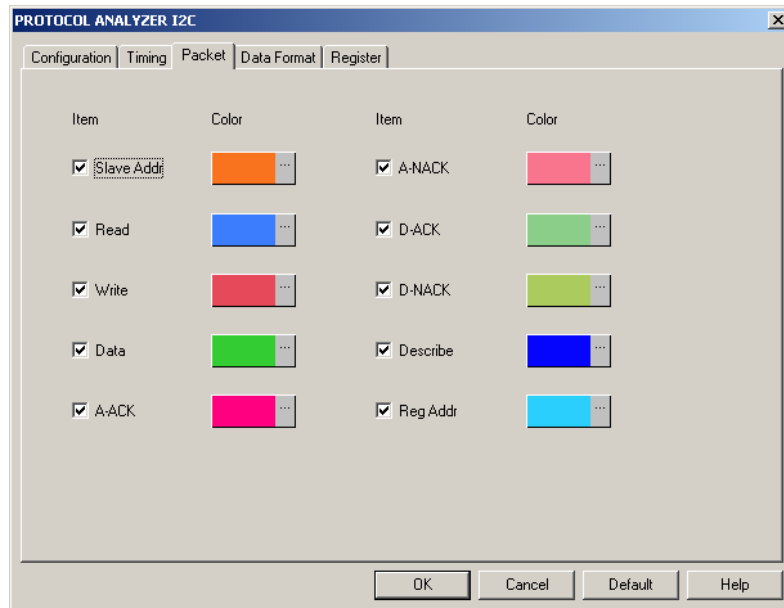 PROTOCOL ANALYZER I2C
Configuration Timing Packet Data Format Register
Item Color Item Color
Slave Addr ... A-NACK ...
Read ... D-ACK ...
Write ... D-NACK ...
Data ... Describe ...
A-ACK ... Reg Addr ...
OK Cancel Default Help